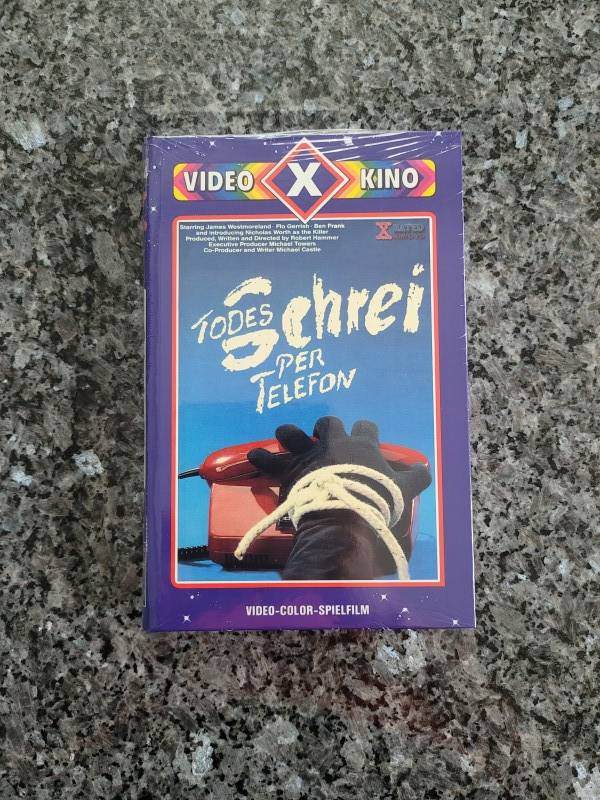 VIDEO X KINO
Starring James Westmoreland · Flo Gerrish · Ben Frank
and introducing Nicholas Worth as the Killer
Produced, Written and Directed by Robert Hammer
Executive Producer Michael Towers
Co-Producer and Writer Michael Castle
X
TODES Schrei
PER
TELEFON
VIDEO-COLOR-SPIELFILM